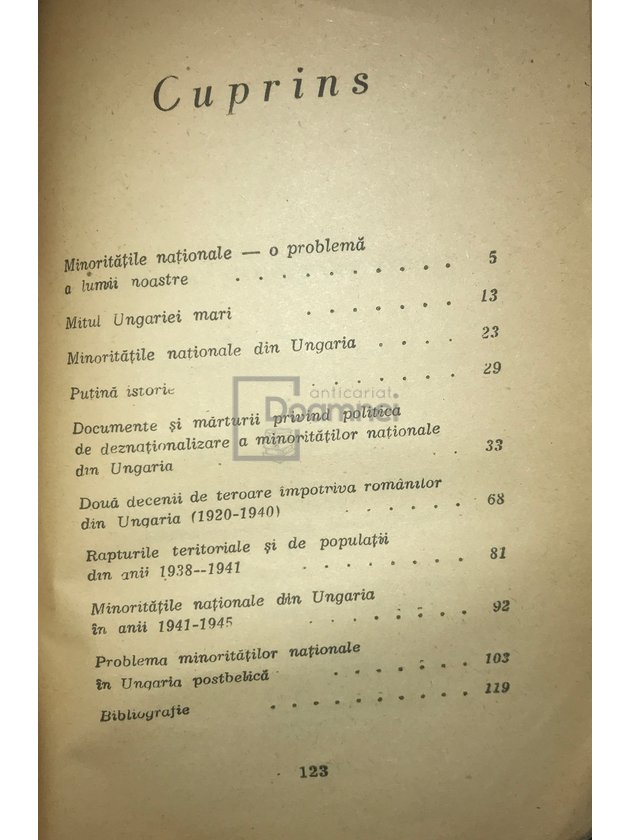 Cuprins
Minoritățile naționale — o problemă
a lumii noastre . . . . . . . . . 5
Mitul Ungariei mari . . . . . . 13
Minoritățile naționale din Ungaria . . . . 23
Puțină istorie . . . . . . 29
anticariat
Doamnei
Documente și mărturii privind politica
de deznaționalizare a minorităților naționale
din Ungaria 33
Două decenii de teroare împotriva românilor
din Ungaria (1920-1940) . . . . . 68
Rapturile teritoriale și de populații
din anii 1938--1941 . . . . . . 81
Minoritățile naționale din Ungaria
în anii 1941-1945 . . . . . . 92
Problema minorităților naționale
în Ungaria postbelică . . . . . 103
Bibliografie . . . . . . . . 119
123